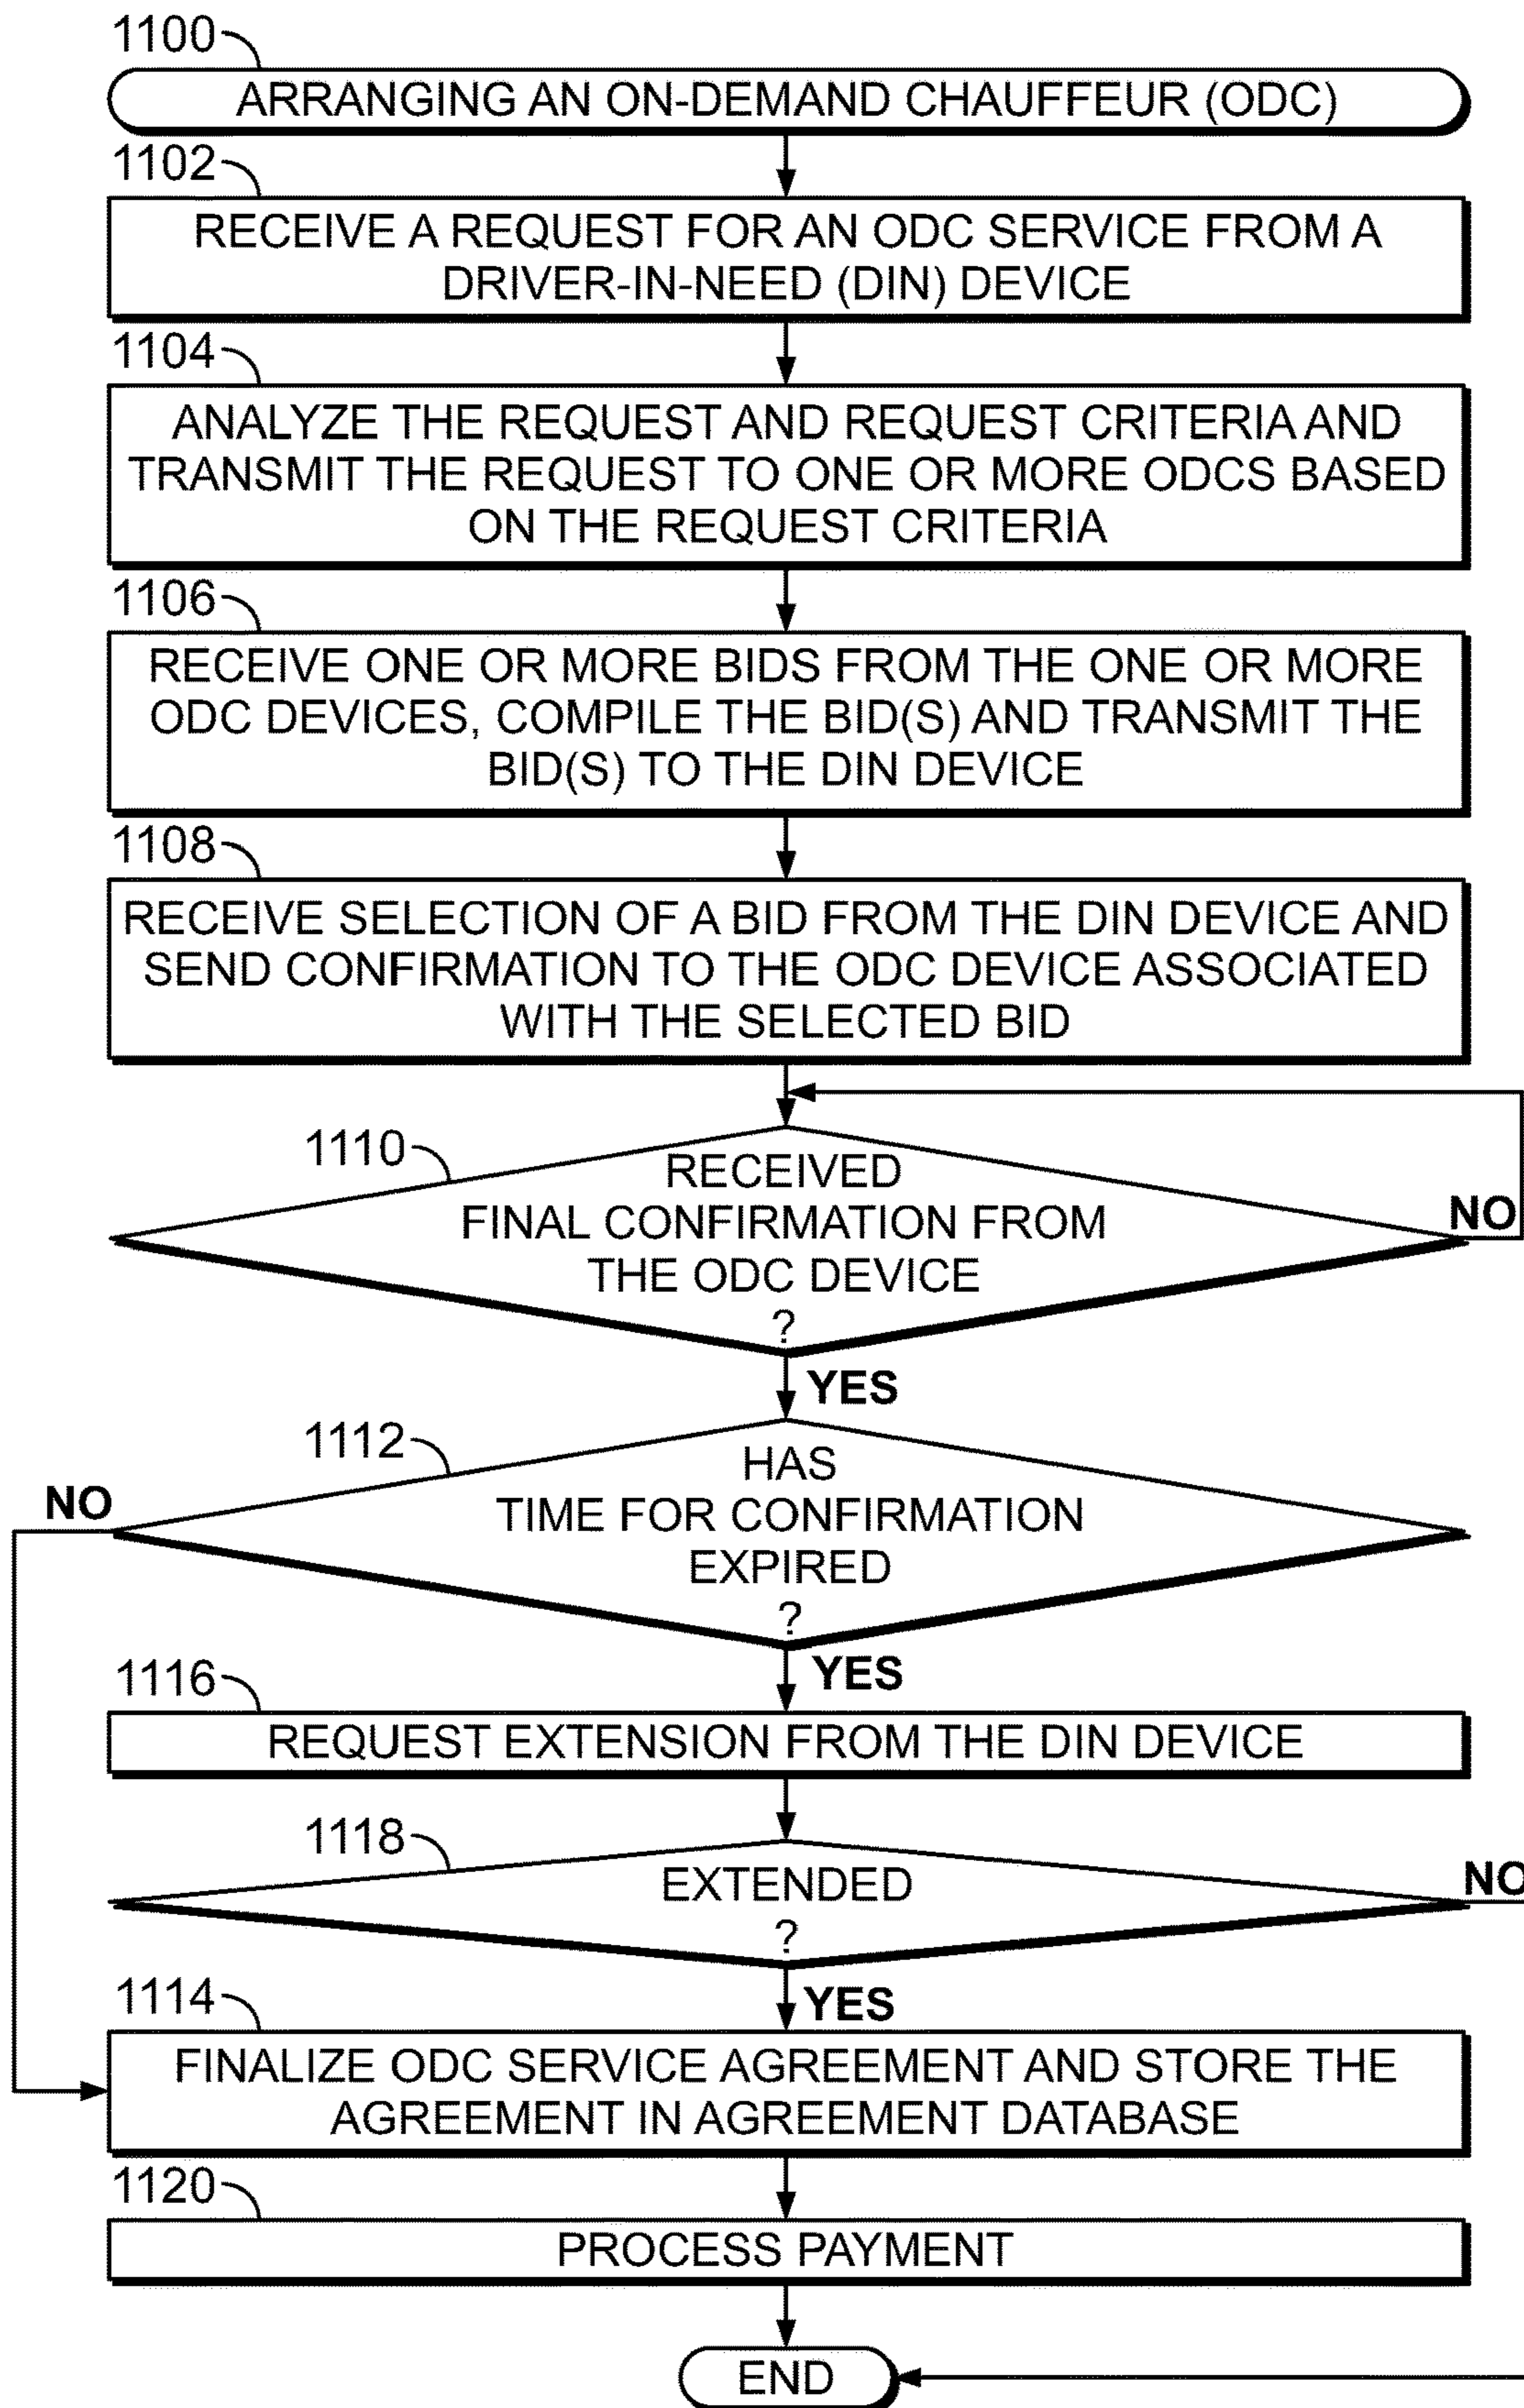 1100
ARRANGING AN ON-DEMAND CHAUFFEUR (ODC)
1102
RECEIVE A REQUEST FOR AN ODC SERVICE FROM A
DRIVER-IN-NEED (DIN) DEVICE
1104
ANALYZE THE REQUEST AND REQUEST CRITERIA AND
TRANSMIT THE REQUEST TO ONE OR MORE ODCS BASED
ON THE REQUEST CRITERIA
1106
RECEIVE ONE OR MORE BIDS FROM THE ONE OR MORE
ODC DEVICES, COMPILE THE BID(S) AND TRANSMIT THE
BID(S) TO THE DIN DEVICE
1108
RECEIVE SELECTION OF A BID FROM THE DIN DEVICE AND
SEND CONFIRMATION TO THE ODC DEVICE ASSOCIATED
WITH THE SELECTED BID
1110
RECEIVED
FINAL CONFIRMATION FROM
THE ODC DEVICE
?
NO
YES
1112
HAS
TIME FOR CONFIRMATION
EXPIRED
?
NO
YES
1116
REQUEST EXTENSION FROM THE DIN DEVICE
1118
EXTENDED
?
NO
YES
1114
FINALIZE ODC SERVICE AGREEMENT AND STORE THE
AGREEMENT IN AGREEMENT DATABASE
1120
PROCESS PAYMENT
END